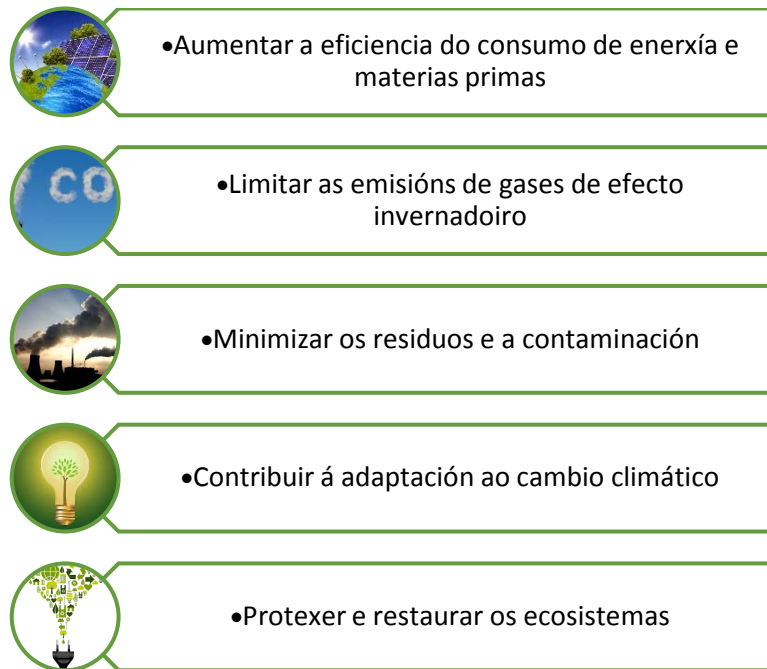 •Aumentar a eficiencia do consumo de enerxía e
materias primas
CO
•Limitar as emisións de gases de efecto
invernadoiro
•Minimizar os residuos e a contaminación
•Contribuir á adaptación ao cambio climático
•Protexer e restaurar os ecosistemas